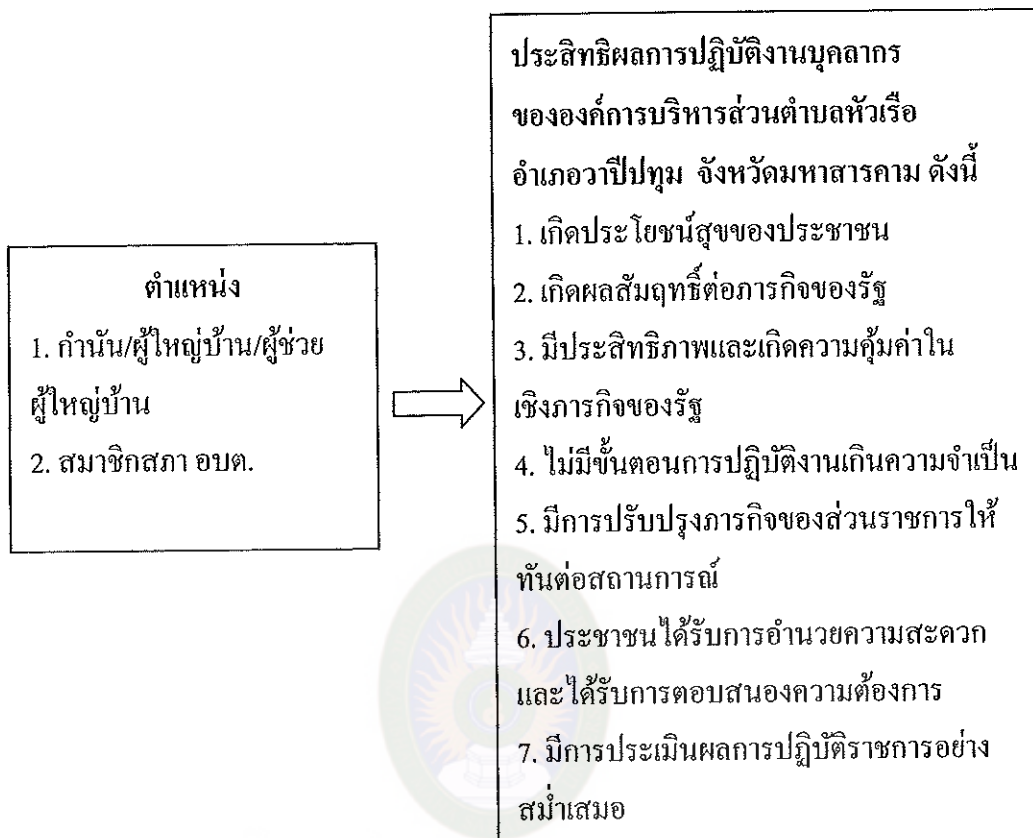 ตำแหน่ง
1. กำนัน/ผู้ใหญ่บ้าน/ผู้ช่วย
ผู้ใหญ่บ้าน
2. สมาชิกสภา อบต.
ประสิทธิผลการปฏิบัติงานบุคลากร
ขององค์การบริหารส่วนตำบลหัวเรือ
อำเภอวาปีปทุม จังหวัดมหาสารคาม ดังนี้
1. เกิดประโยชน์สุขของประชาชน
2. เกิดผลสัมฤทธิ์ต่อภารกิจของรัฐ
3. มีประสิทธิภาพและเกิดความคุ้มค่าใน
เชิงภารกิจของรัฐ
4. ไม่มีขั้นตอนการปฏิบัติงานเกินความจำเป็น
5. มีการปรับปรุงภารกิจของส่วนราชการให้
ทันต่อสถานการณ์
6. ประชาชนได้รับการอำนวยความสะดวก
และได้รับการตอบสนองความต้องการ
7. มีการประเมินผลการปฏิบัติราชการอย่าง
สม่ำเสมอ